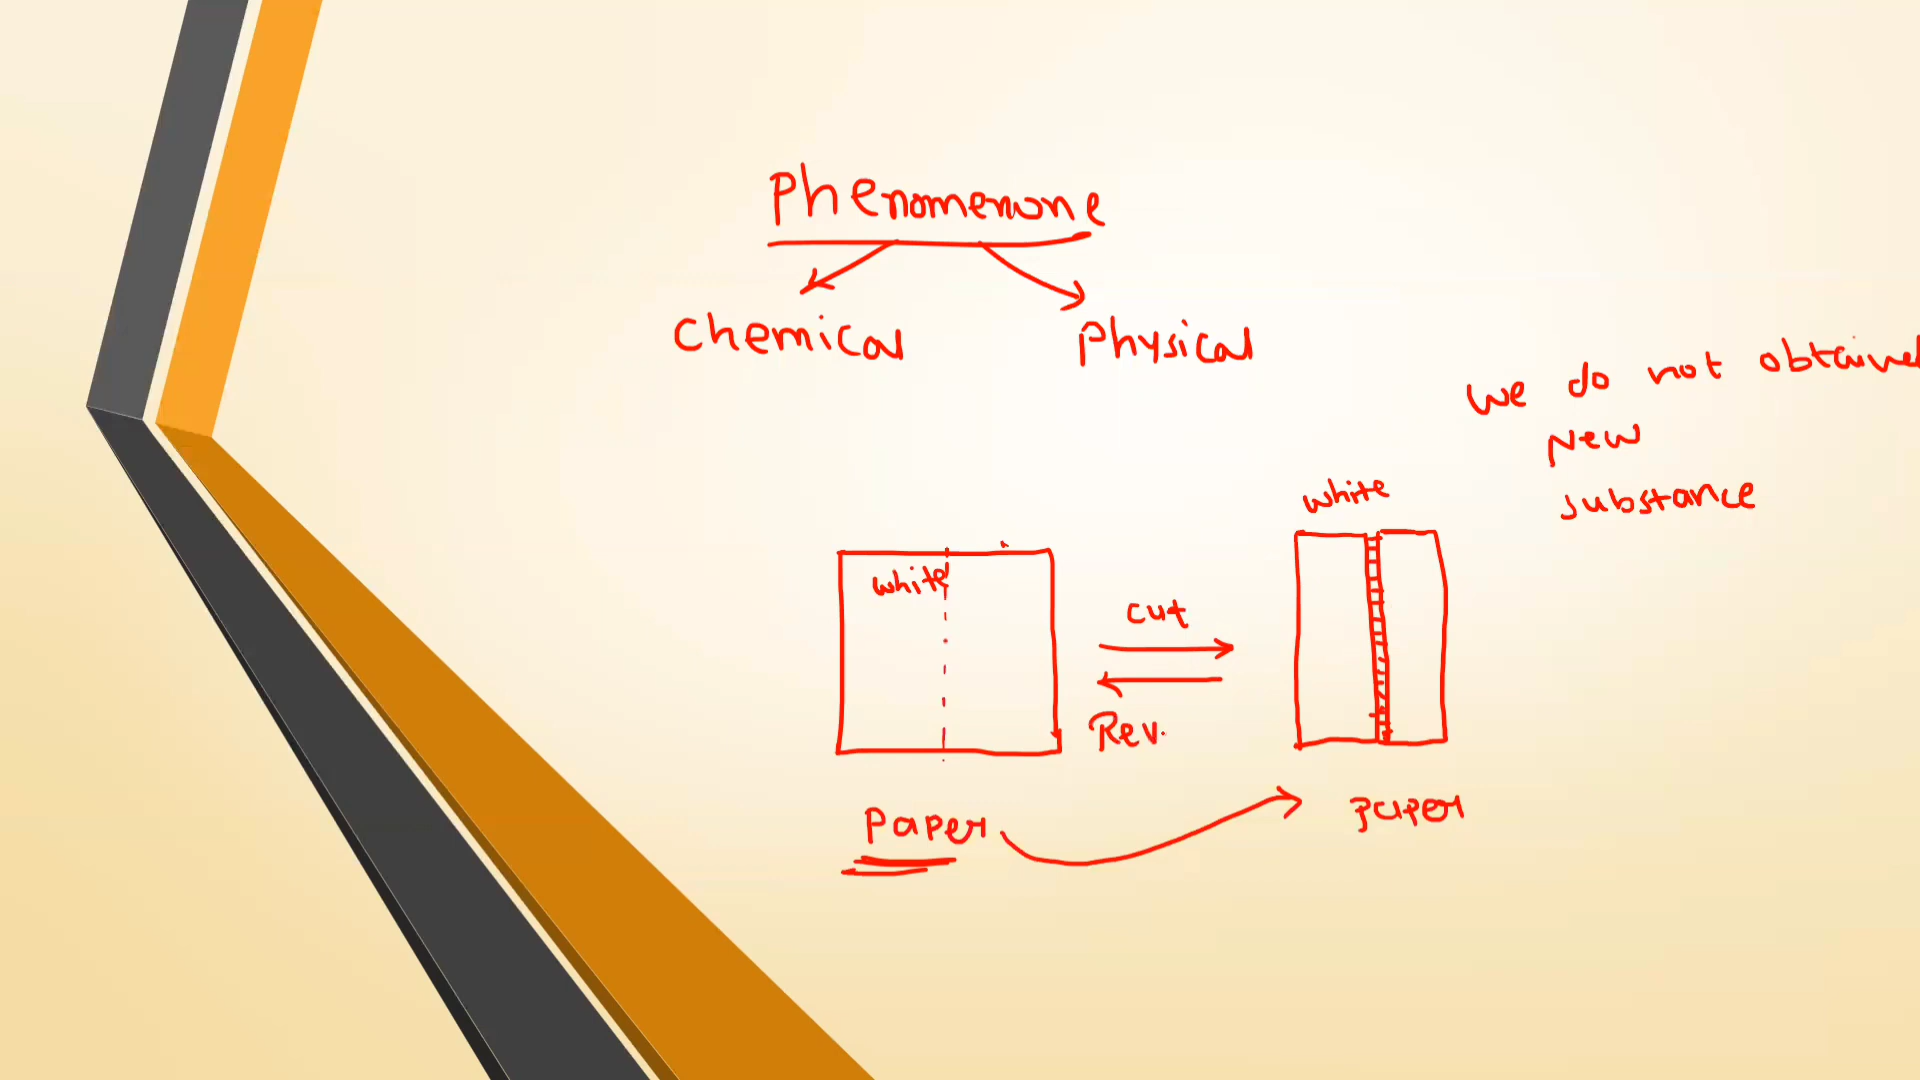 Phenomenone
Chemical Physical
we do not obtained
New
substance
white
white
cut
Rev.
Paper
paper